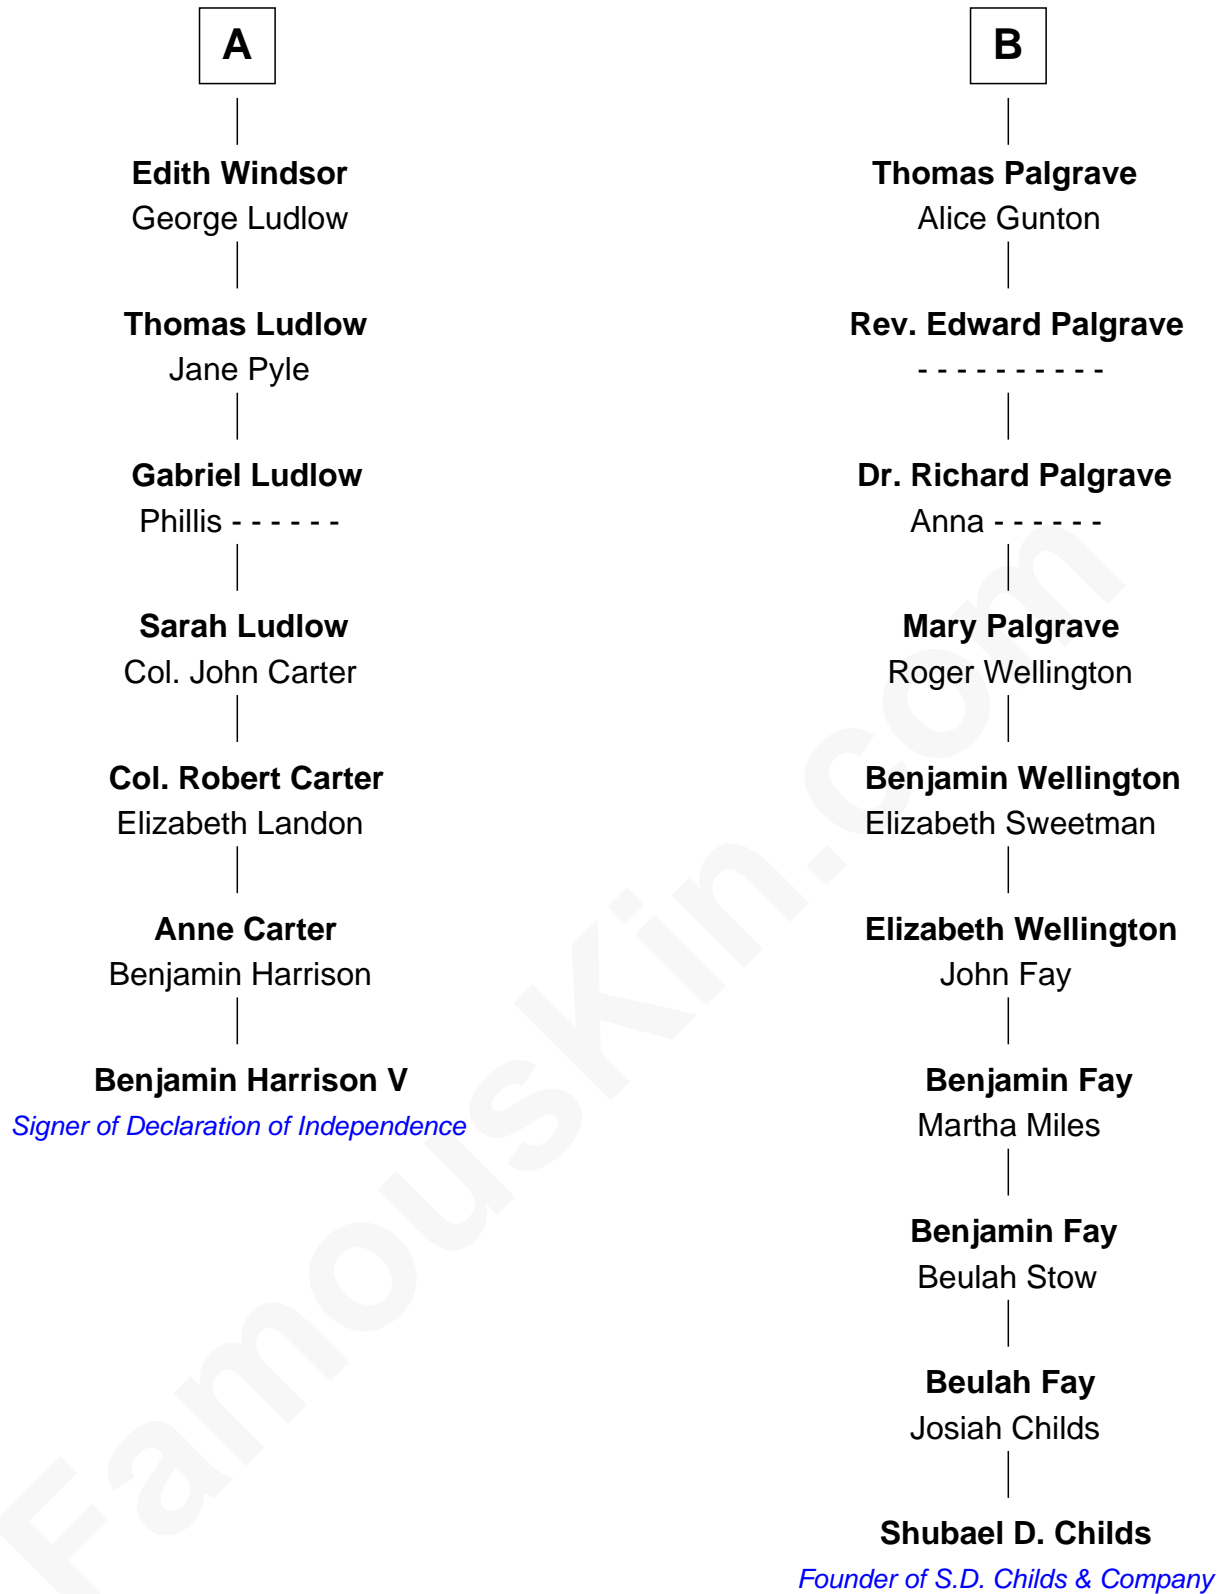 A
Edith Windsor
George Ludlow
Thomas Ludlow
Jane Pyle
Gabriel Ludlow
Phillis - - - - - -
Sarah Ludlow
Col. John Carter
Col. Robert Carter
Elizabeth Landon
Anne Carter
Benjamin Harrison
Benjamin Harrison V
Signer of Declaration of Independence
B
Thomas Palgrave
Alice Gunton
Rev. Edward Palgrave
- - - - - - - - - -
Dr. Richard Palgrave
Anna - - - - - -
Mary Palgrave
Roger Wellington
Benjamin Wellington
Elizabeth Sweetman
Elizabeth Wellington
John Fay
Benjamin Fay
Martha Miles
Benjamin Fay
Beulah Stow
Beulah Fay
Josiah Childs
Shubael D. Childs
Founder of S.D. Childs & Company
FamousKin.com